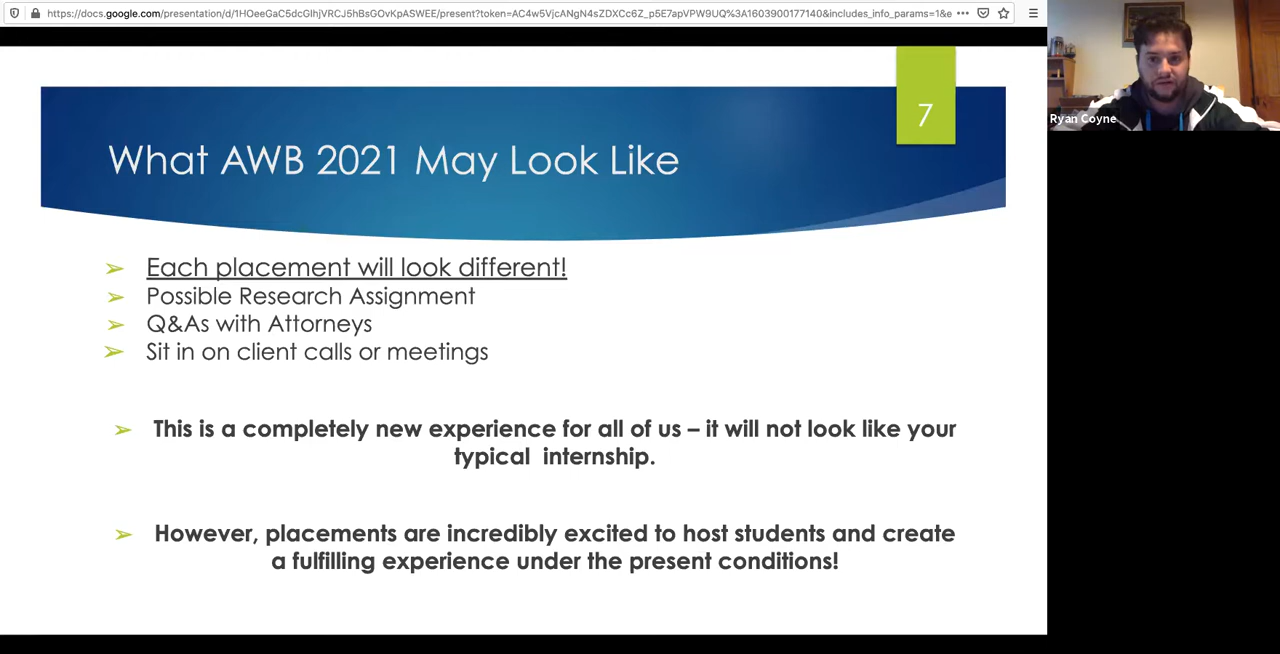 https://docs.google.com/presentation/d/1HOeeGaC5dcGlhjVRCJ5hBsGOvKpASWEE/present?token=AC4w5VjcANgN4sZDXCc6Z_p5E7apVPW9UQ%3A1603900177140&includes_info_params=1&e
Ryan Coyne
7
What AWB 2021 May Look Like
➢ Each placement will look different!
➢ Possible Research Assignment
➢ Q&As with Attorneys
➢ Sit in on client calls or meetings
➢ This is a completely new experience for all of us – it will not look like your
typical internship.
➢ However, placements are incredibly excited to host students and create
a fulfilling experience under the present conditions!